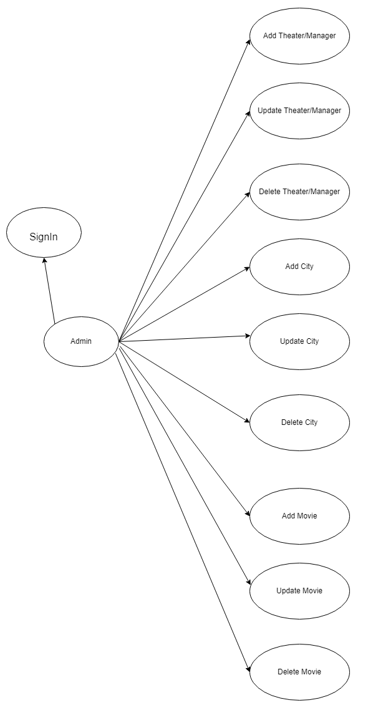 Add Theater/Manager
Update Theater/Manager
Delete Theater/Manager
SignIn
Add City
Admin
Update City
Delete City
Add Movie
Update Movie
Delete Movie